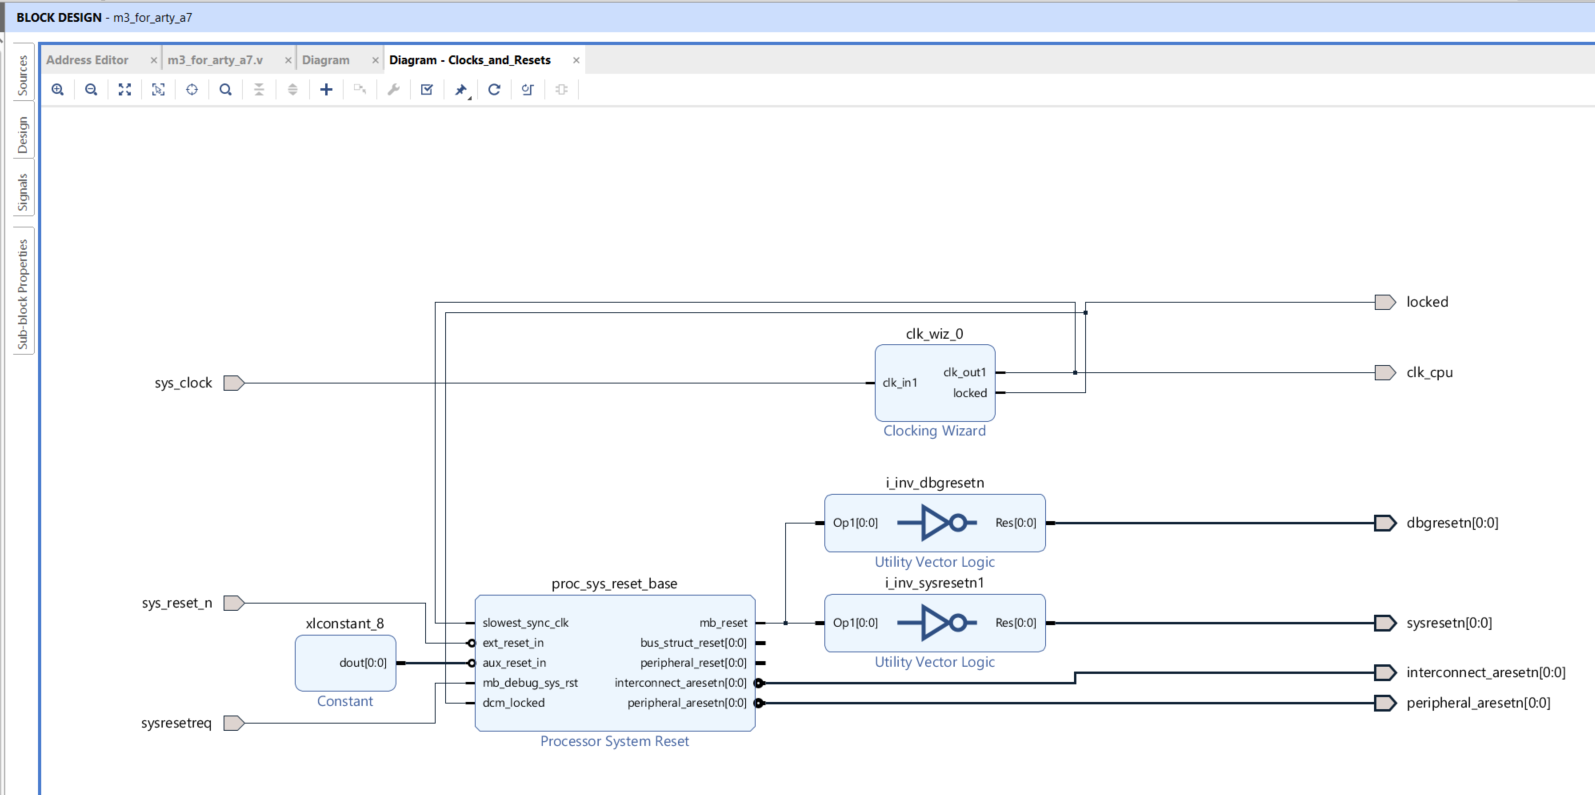 BLOCK DESIGN - m3_for_arty_a7
Sources
Design
Signals
Sub-block Properties
Address Editor × m3_for_arty_a7.v × Diagram × Diagram - Clocks_and_Resets ×
locked
clk_wiz_0
sys_clock
clk_in1
clk_out1
locked
clk_cpu
Clocking Wizard
i_inv_dbgresetn
Op1[0:0] Res[0:0]
dbgresetn[0:0]
Utility Vector Logic
i_inv_sysresetn1
Op1[0:0] Res[0:0]
sysresetn[0:0]
Utility Vector Logic
proc_sys_reset_base
sys_reset_n
xlconstant_8
dout[0:0]
Constant
sysresetreq
slowest_sync_clk mb_reset
ext_reset_in bus_struct_reset[0:0]
aux_reset_in peripheral_reset[0:0]
mb_debug_sys_rst interconnect_aresetn[0:0]
dcm_locked peripheral_aresetn[0:0]
Processor System Reset
interconnect_aresetn[0:0]
peripheral_aresetn[0:0]